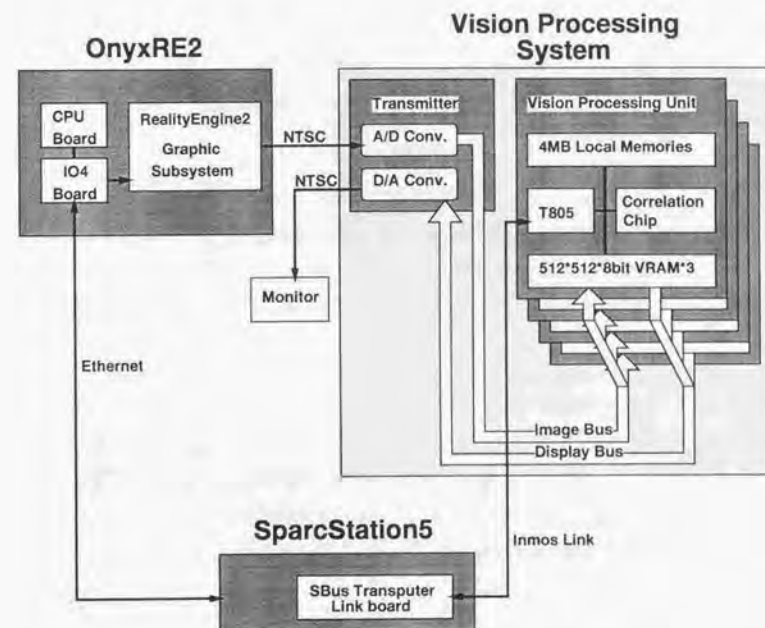 Vision Processing
System
OnyxRE2
CPU
Board
IO4
Board
RealityEngine2
Graphic
Subsystem
NTSC
NTSC
Transmitter
A/D Conv.
D/A Conv.
Vision Processing Unit
4MB Local Memories
T805
Correlation
Chip
512*512*8bit VRAM*3
Monitor
Ethernet
Image Bus
Display Bus
SparcStation5
Inmos Link
SBus Transputer
Link board